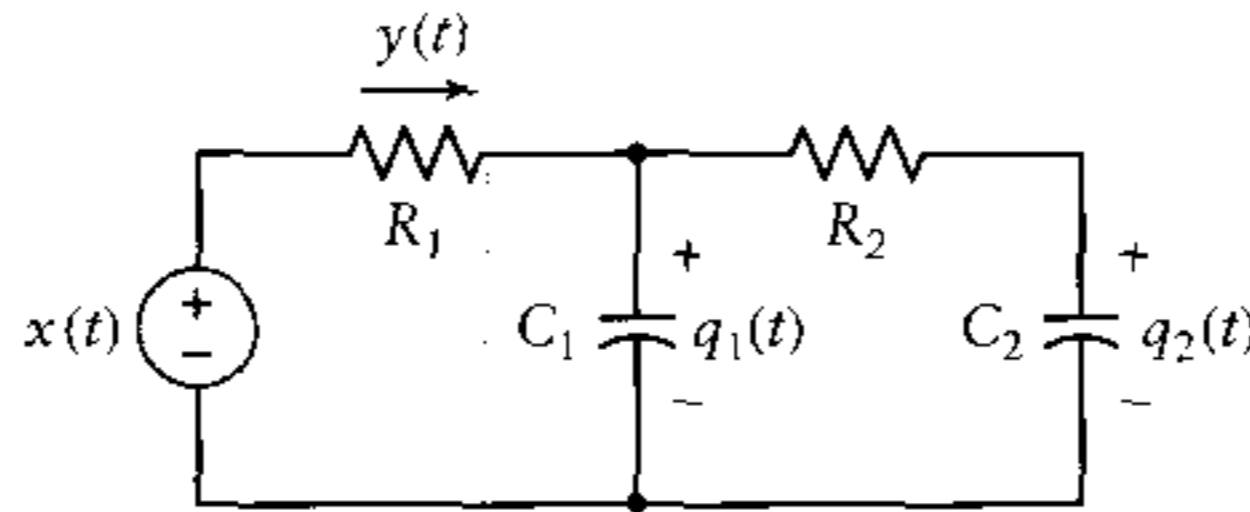 y(t)
R₁ R₂
+ +
x(t) + − C₁ q₁(t) C₂ q₂(t)
− −